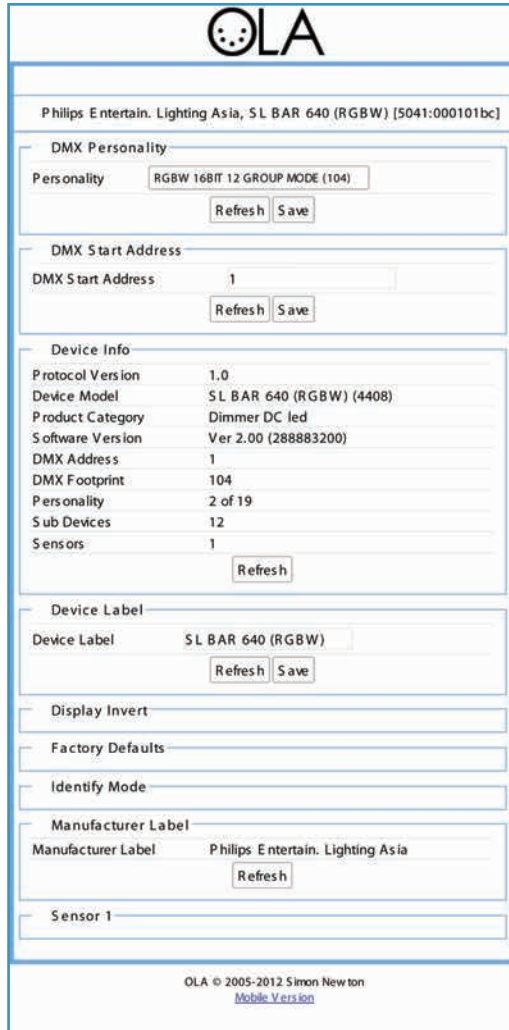 OLA
Philips Entertain. Lighting Asia, SL BAR 640 (RGBW) [5041:000101bc]
DMX Personality
Personality RGBW 16BIT 12 GROUP MODE (104)
Refresh Save
DMX Start Address
DMX Start Address 1
Refresh Save
Device Info
Protocol Version 1.0
Device Model SL BAR 640 (RGBW) (4408)
Product Category Dimmer DC led
Software Version Ver 2.00 (288883200)
DMX Address 1
DMX Footprint 104
Personality 2 of 19
Sub Devices 12
Sensors 1
Refresh
Device Label
Device Label SL BAR 640 (RGBW)
Refresh Save
Display Invert
Factory Defaults
Identify Mode
Manufacturer Label
Manufacturer Label Philips Entertain. Lighting Asia
Refresh
Sensor 1
OLA © 2005-2012 Simon Newton
Mobile Version